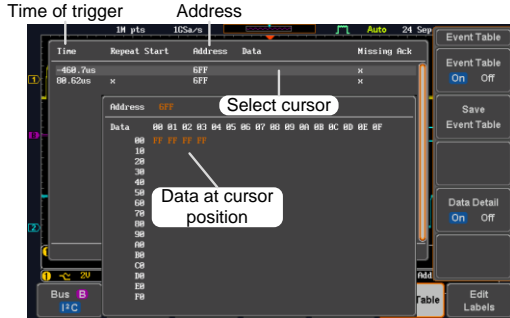 Time of trigger Address
1M pts 1GSa/s Auto 24 Sep
Event Table
Time Repeat Start Address Data Missing Ack
-460.7us 6FF x
80.62us x 6FF x
Event Table
On Off
Select cursor
Address 6FF
Save
Event Table
Data 00 01 02 03 04 05 06 07 08 09 0A 0B 0C 0D 0E 0F
00 FF FF FF FF
10
20
30
40
50
60
70
80
90
A0
B0
C0
D0
E0
F0
Data at cursor
position
Data Detail
On Off
1
B
2
1 2V
Add
Bus B
I²C
Table
Edit
Labels